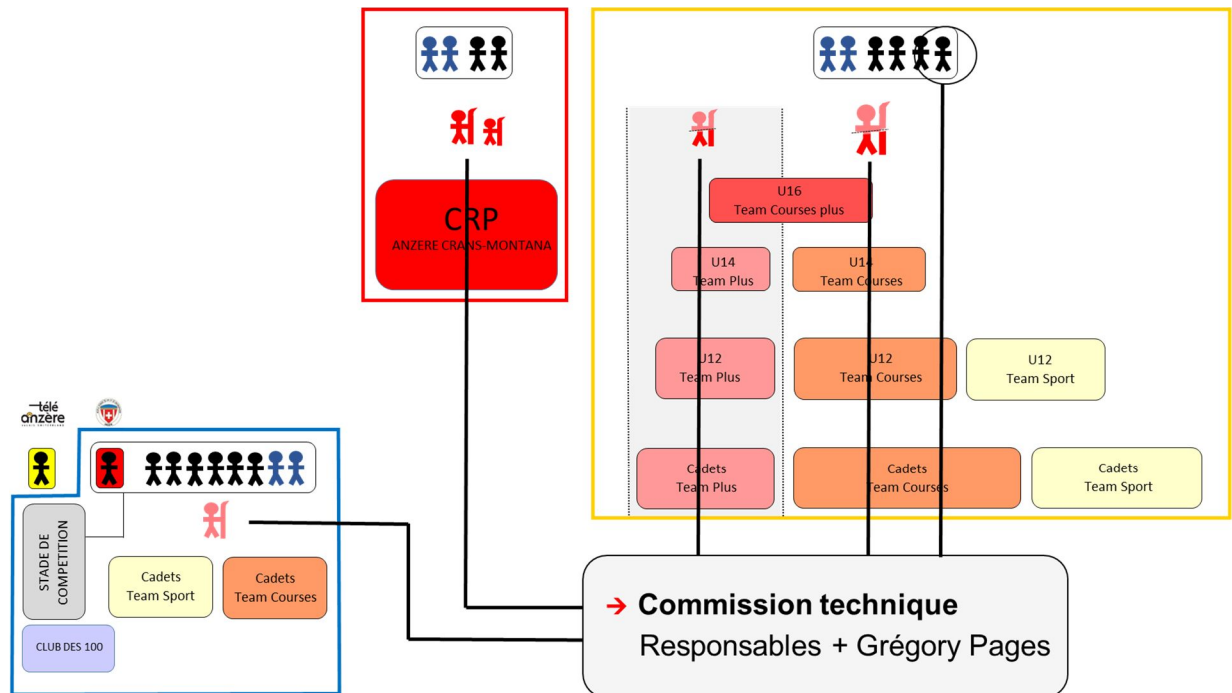 CRP
ANZERE CRANS-MONTANA
U16
Team Courses plus
U14
Team Plus
U14
Team Courses
U12
Team Plus
U12
Team Courses
U12
Team Sport
Cadets
Team Plus
Cadets
Team Courses
Cadets
Team Sport
télé
anzère
STADE DE
COMPETITION
Cadets
Team Sport
Cadets
Team Courses
CLUB DES 100
→ Commission technique
Responsables + Grégory Pages